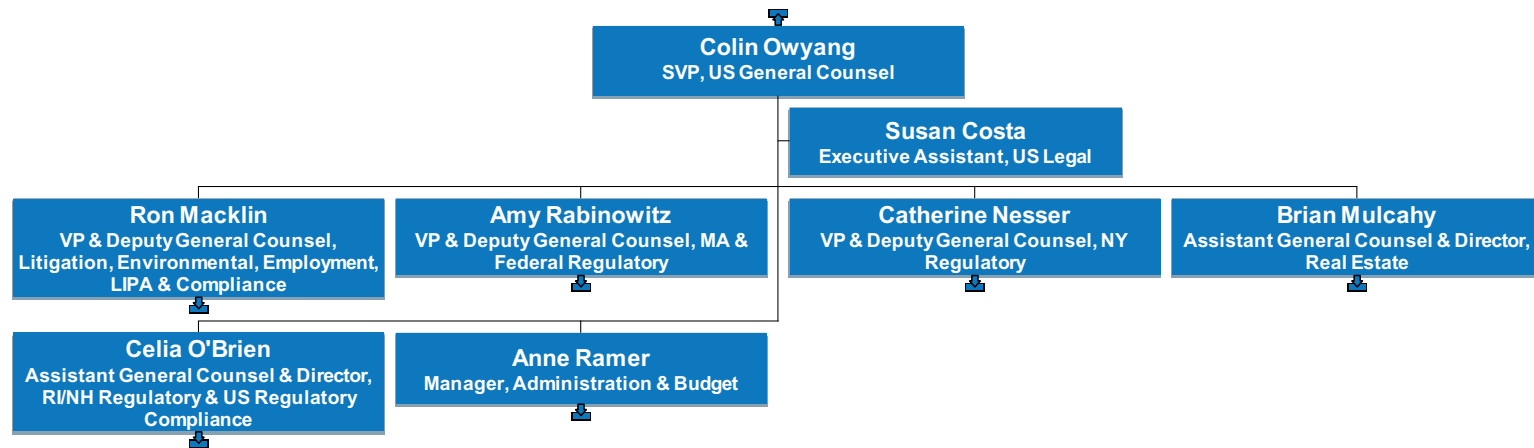 Colin Owyang
SVP, US General Counsel
Susan Costa
Executive Assistant, US Legal
Ron Macklin
VP & Deputy General Counsel,
Litigation, Environmental, Employment,
LIPA & Compliance
Amy Rabinowitz
VP & Deputy General Counsel, MA &
Federal Regulatory
Catherine Nesser
VP & Deputy General Counsel, NY
Regulatory
Brian Mulcahy
Assistant General Counsel & Director,
Real Estate
Celia O'Brien
Assistant General Counsel & Director,
RI/NH Regulatory & US Regulatory
Compliance
Anne Ramer
Manager, Administration & Budget